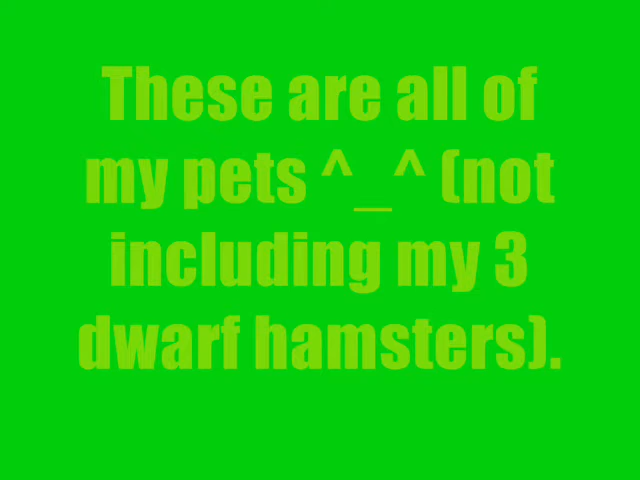 These are all of
my pets ^_^ (not
including my 3
dwarf hamsters).